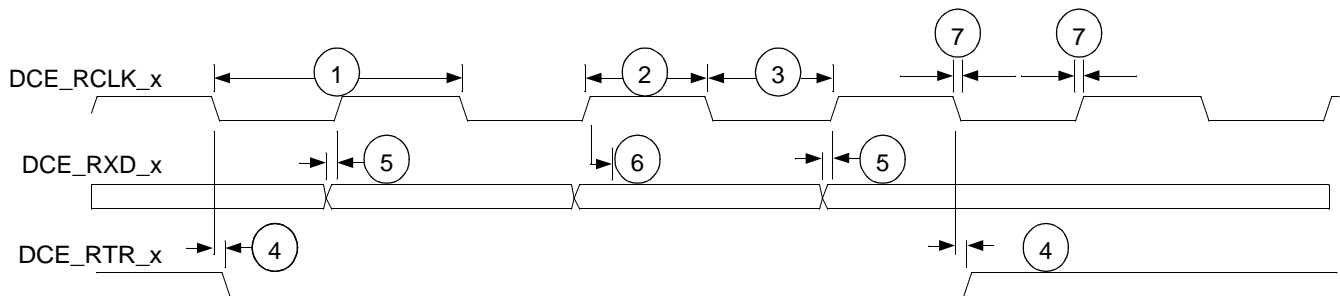 7 7
1 2 3
DCE_RCLK_x
DCE_RXD_x 5 6 5
DCE_RTR_x 4 4